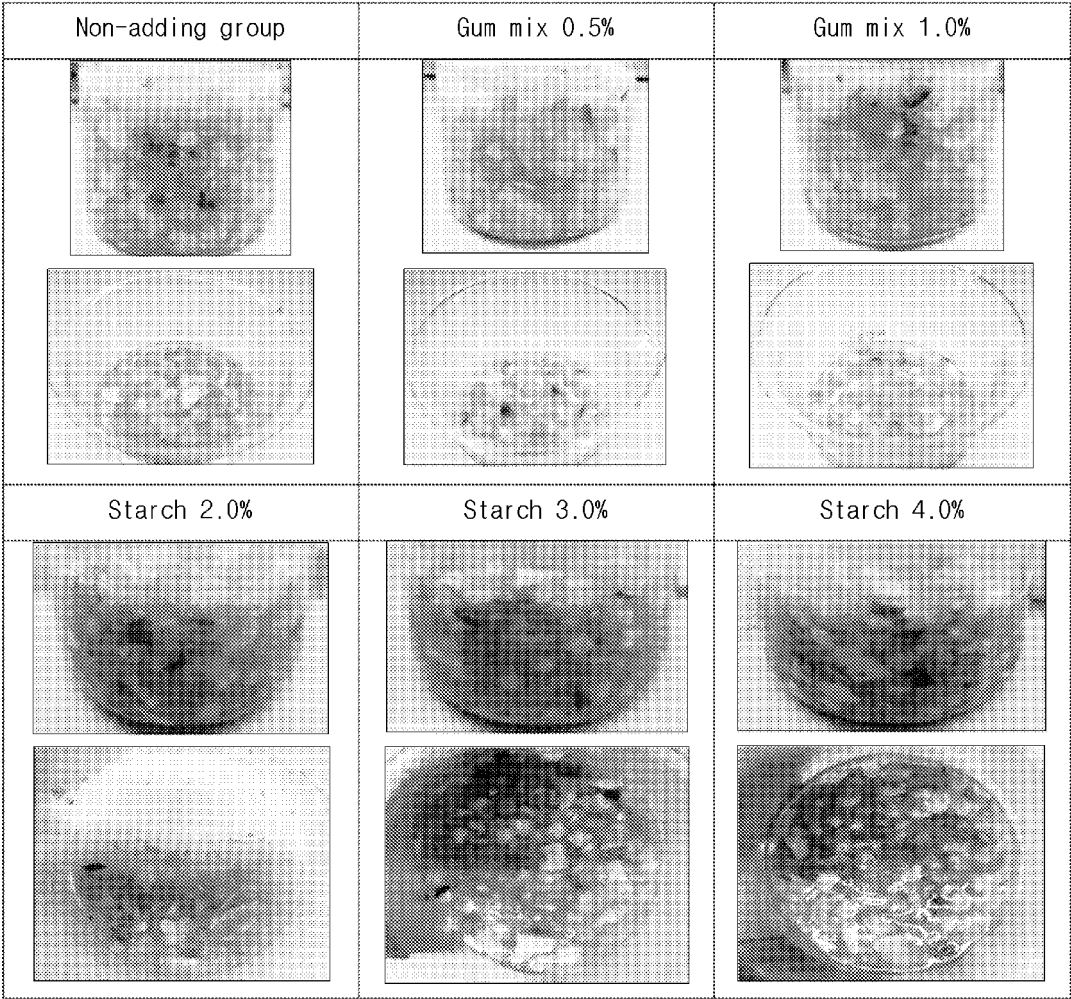 Non-adding group
Gum mix 0.5%
Gum mix 1.0%
Starch 2.0%
Starch 3.0%
Starch 4.0%